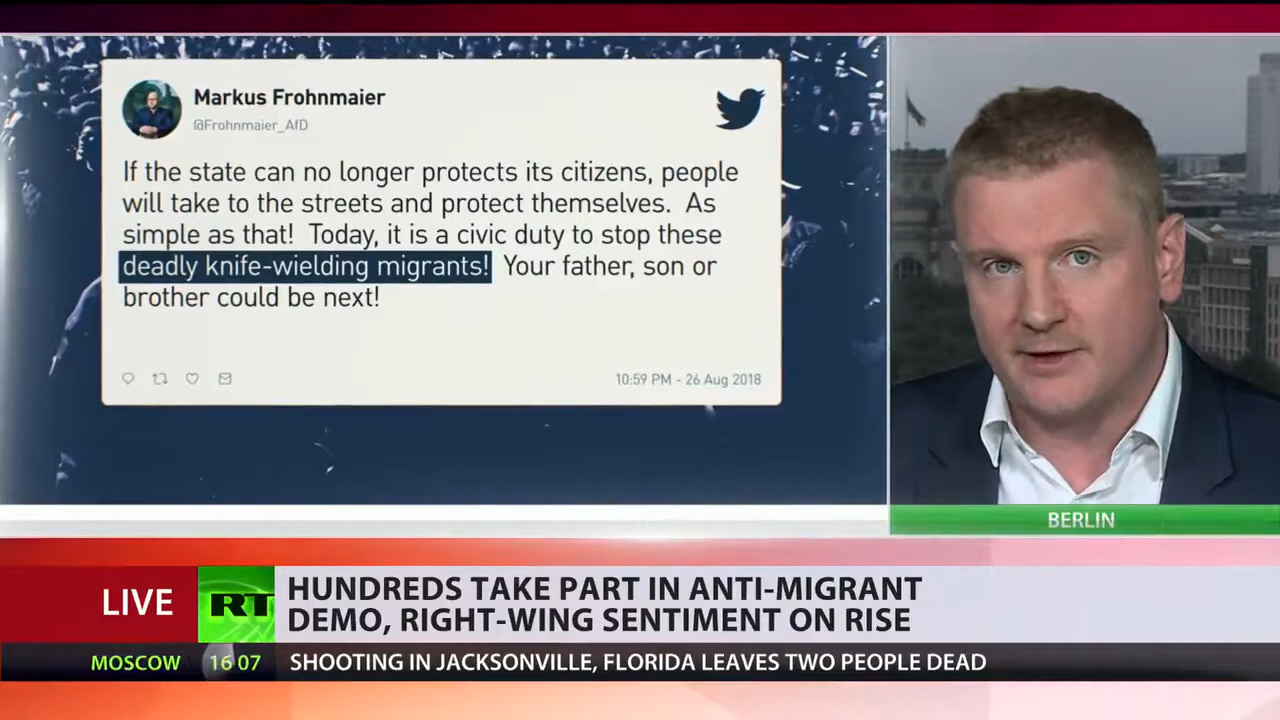 Markus Frohnmaier
@Frohnmaier_AfD
If the state can no longer protects its citizens, people
will take to the streets and protect themselves. As
simple as that! Today, it is a civic duty to stop these
deadly knife-wielding migrants! Your father, son or
brother could be next!
10:59 PM - 26 Aug 2018
BERLIN
LIVE
RT
HUNDREDS TAKE PART IN ANTI-MIGRANT
DEMO, RIGHT-WING SENTIMENT ON RISE
MOSCOW 16 07 SHOOTING IN JACKSONVILLE, FLORIDA LEAVES TWO PEOPLE DEAD